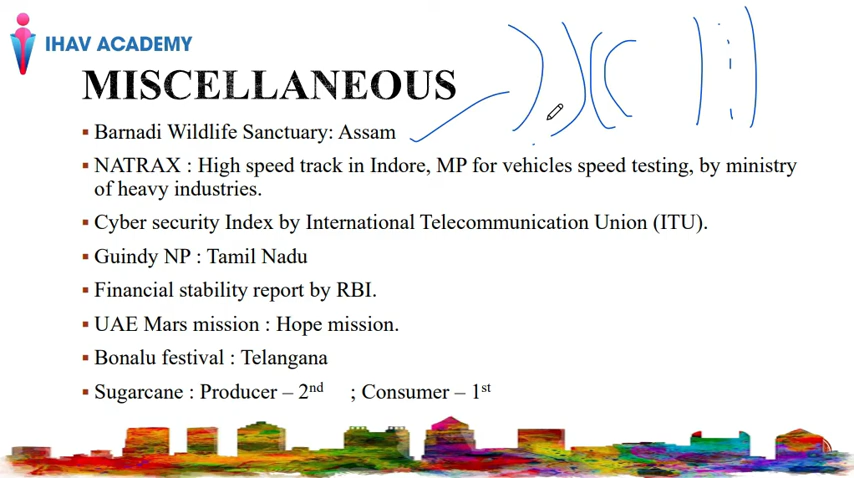 IHAV ACADEMY
MISCELLANEOUS
▪ Barnadi Wildlife Sanctuary: Assam
▪ NATRAX : High speed track in Indore, MP for vehicles speed testing, by ministry
of heavy industries.
▪ Cyber security Index by International Telecommunication Union (ITU).
▪ Guindy NP : Tamil Nadu
▪ Financial stability report by RBI.
▪ UAE Mars mission : Hope mission.
▪ Bonalu festival : Telangana
▪ Sugarcane : Producer – 2nd ; Consumer – 1st